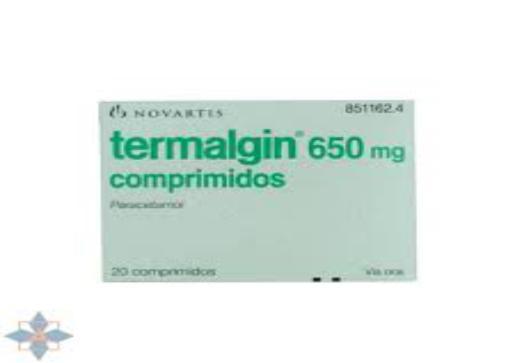 NOVARTIS 851162.4
termalgin® 650 mg
comprimidos
Paracetamol
20 comprimidos Vía oral